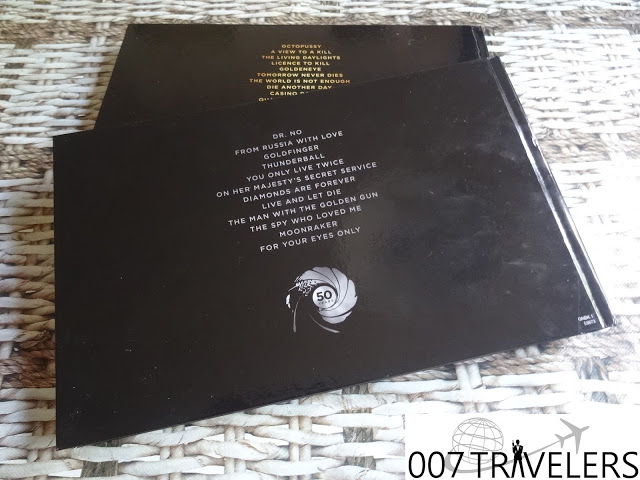 OCTOPUSSY
A VIEW TO A KILL
THE LIVING DAYLIGHTS
LICENCE TO KILL
GOLDENEYE
TOMORROW NEVER DIES
THE WORLD IS NOT ENOUGH
DIE ANOTHER DAY
CASINO
DR. NO
FROM RUSSIA WITH LOVE
GOLDFINGER
THUNDERBALL
YOU ONLY LIVE TWICE
ON HER MAJESTY'S SECRET SERVICE
DIAMONDS ARE FOREVER
LIVE AND LET DIE
THE MAN WITH THE GOLDEN GUN
THE SPY WHO LOVED ME
MOONRAKER
FOR YOUR EYES ONLY
50
007 TRAVELERS